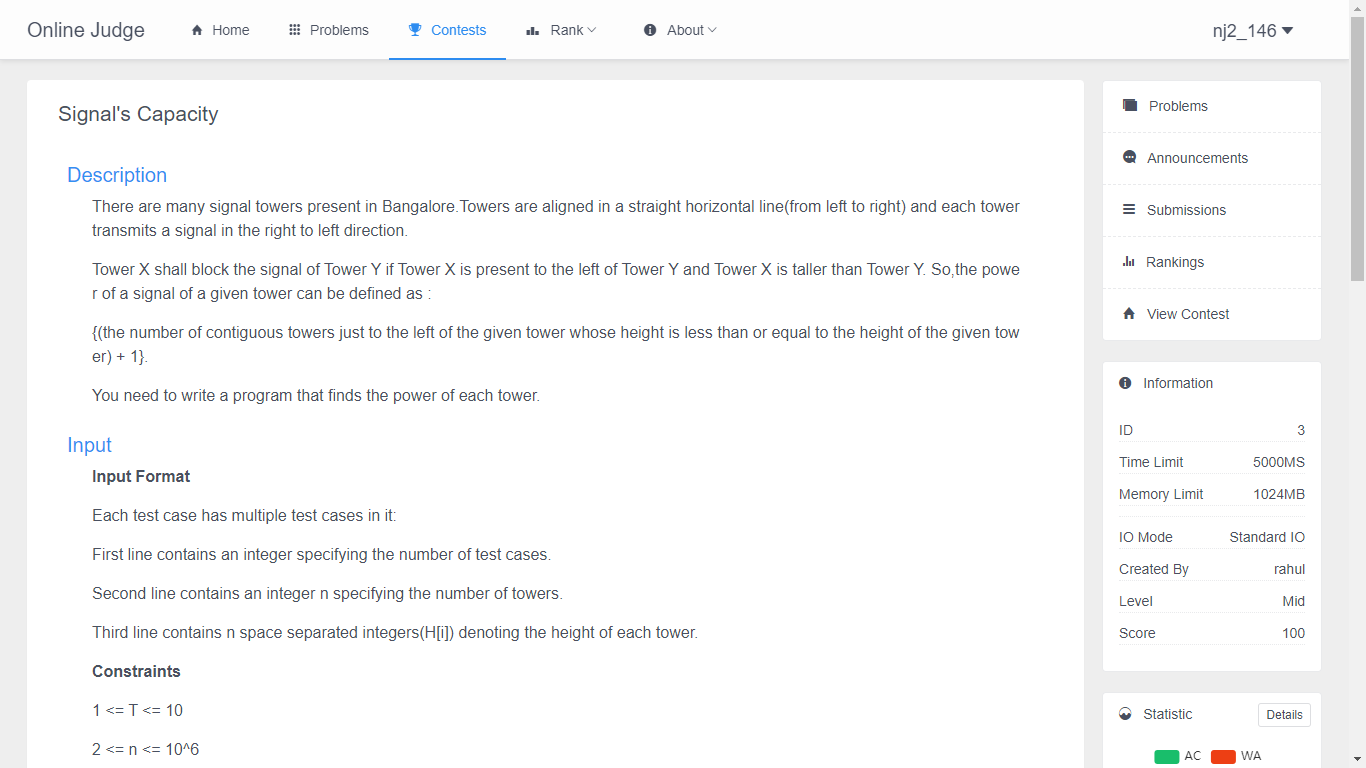 Online Judge Home Problems Contests Rank About nj2_146
Signal's Capacity
Description
There are many signal towers present in Bangalore.Towers are aligned in a straight horizontal line(from left to right) and each tower
transmits a signal in the right to left direction.
Tower X shall block the signal of Tower Y if Tower X is present to the left of Tower Y and Tower X is taller than Tower Y. So,the powe
r of a signal of a given tower can be defined as :
{(the number of contiguous towers just to the left of the given tower whose height is less than or equal to the height of the given tow
er) + 1}.
You need to write a program that finds the power of each tower.
Input
Input Format
Each test case has multiple test cases in it:
First line contains an integer specifying the number of test cases.
Second line contains an integer n specifying the number of towers.
Third line contains n space separated integers(H[i]) denoting the height of each tower.
Constraints
1 <= T <= 10
2 <= n <= 10^6
Problems
Announcements
Submissions
Rankings
View Contest
Information
ID 3
Time Limit 5000MS
Memory Limit 1024MB
IO Mode Standard IO
Created By rahul
Level Mid
Score 100
Statistic Details
AC WA